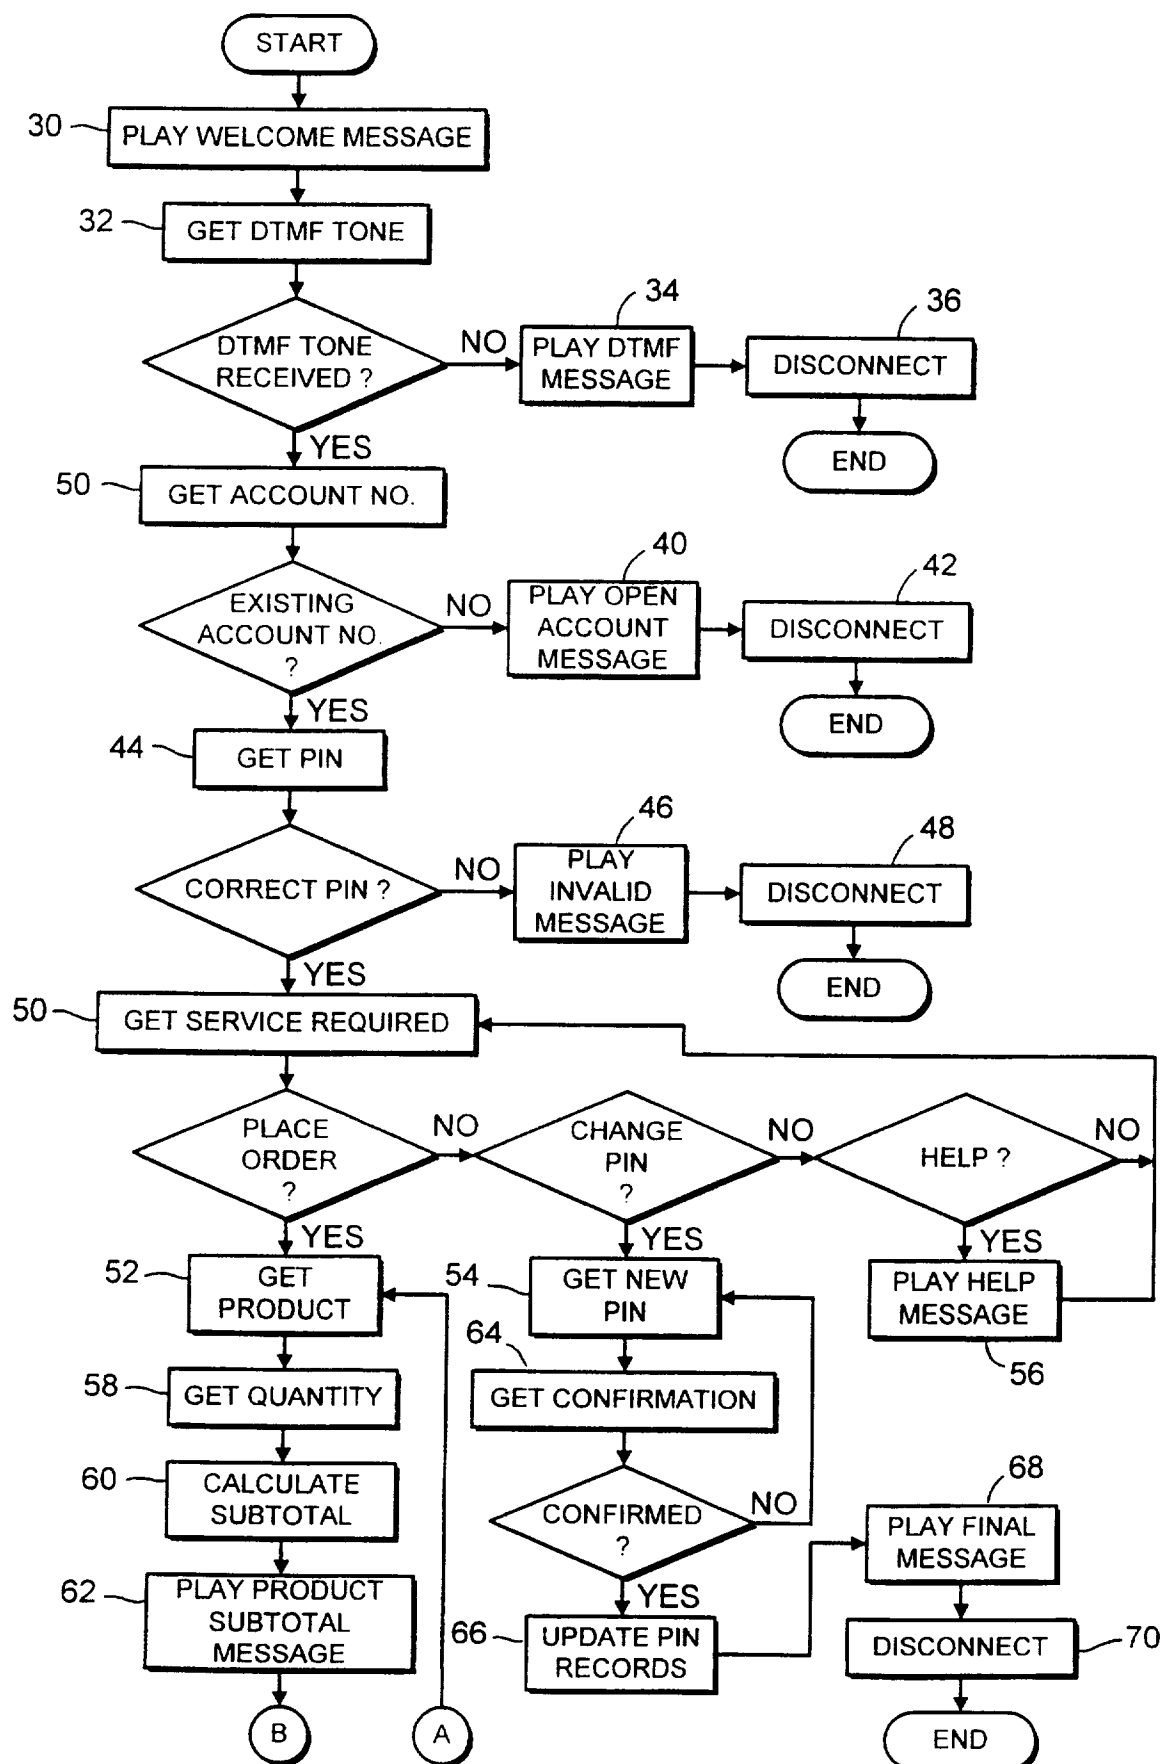 START
30
PLAY WELCOME MESSAGE
32
GET DTMF TONE
DTMF TONE
RECEIVED ?
NO
34
PLAY DTMF
MESSAGE
36
DISCONNECT
END
YES
50
GET ACCOUNT NO.
EXISTING
ACCOUNT NO.
?
NO
40
PLAY OPEN
ACCOUNT
MESSAGE
42
DISCONNECT
END
YES
44
GET PIN
CORRECT PIN ?
NO
46
PLAY
INVALID
MESSAGE
48
DISCONNECT
END
YES
50
GET SERVICE REQUIRED
PLACE
ORDER
?
NO
CHANGE
PIN
?
NO
HELP ?
NO
YES
52
GET
PRODUCT
YES
54
GET NEW
PIN
YES
PLAY HELP
MESSAGE
56
58
GET QUANTITY
64
GET CONFIRMATION
60
CALCULATE
SUBTOTAL
CONFIRMED
?
NO
68
PLAY FINAL
MESSAGE
62
PLAY PRODUCT
SUBTOTAL
MESSAGE
YES
66
UPDATE PIN
RECORDS
DISCONNECT
70
B
A
END